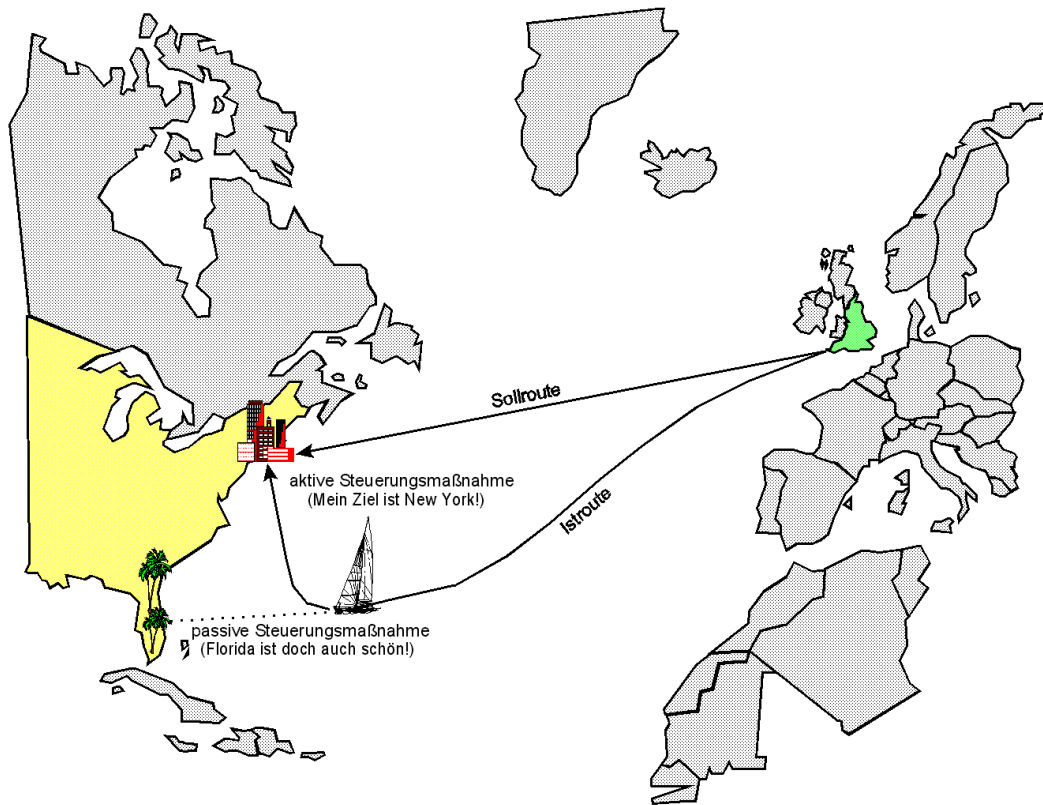 Sollroute
Istroute
aktive Steuerungsmaßnahme
(Mein Ziel ist New York!)
passive Steuerungsmaßnahme
(Florida ist doch auch schön!)